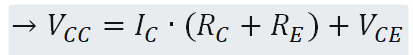 → V_CC = I_C · (R_C + R_E) + V_CE